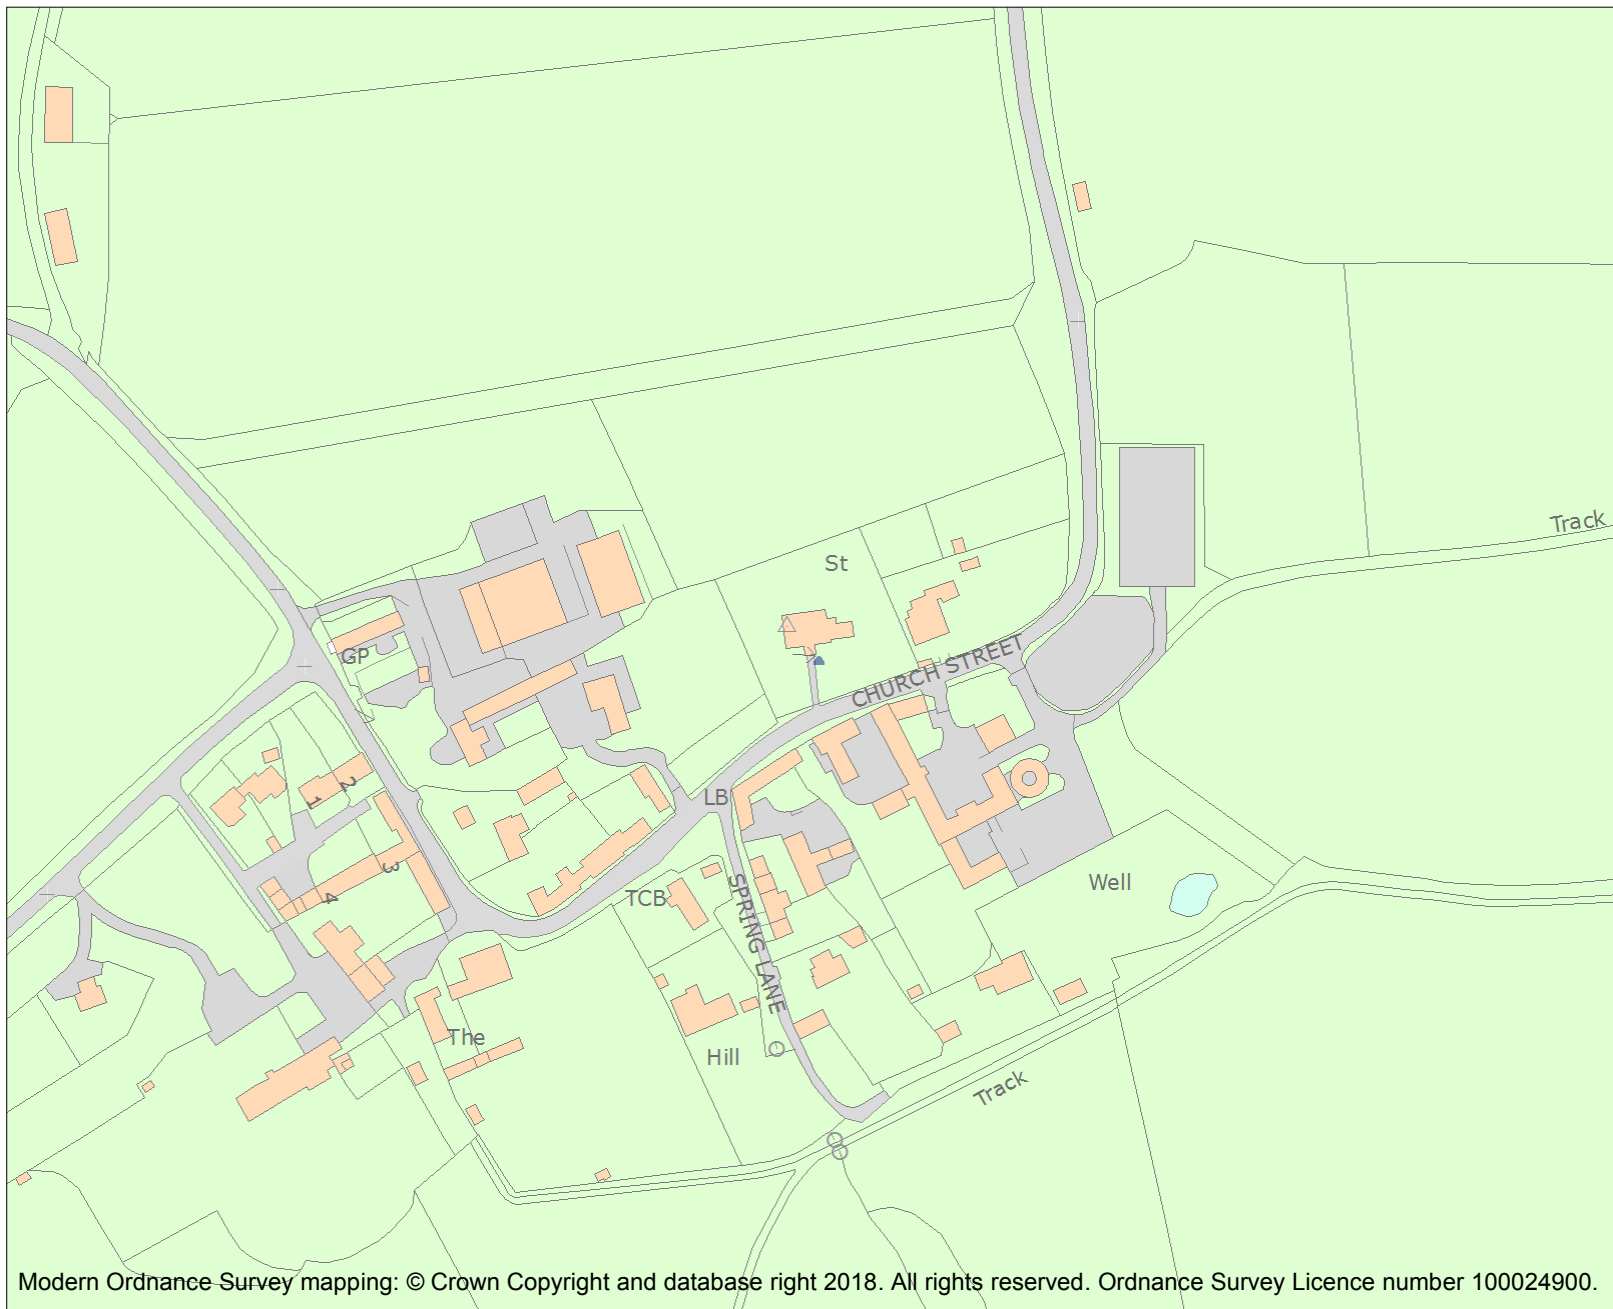 Track
St
CHURCH STREET
GP
2
1
LB
3
4
TCB
SPRING LANE
Well
The
Hill
Track
Modern Ordnance Survey mapping: © Crown Copyright and database right 2018. All rights reserved. Ordnance Survey Licence number 100024900.